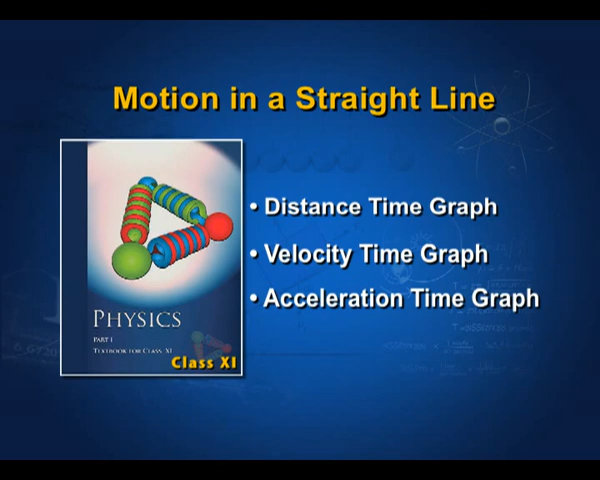 Motion in a Straight Line
• Distance Time Graph
• Velocity Time Graph
• Acceleration Time Graph
PHYSICS
PART I
TEXTBOOK FOR CLASS XI
Class XI